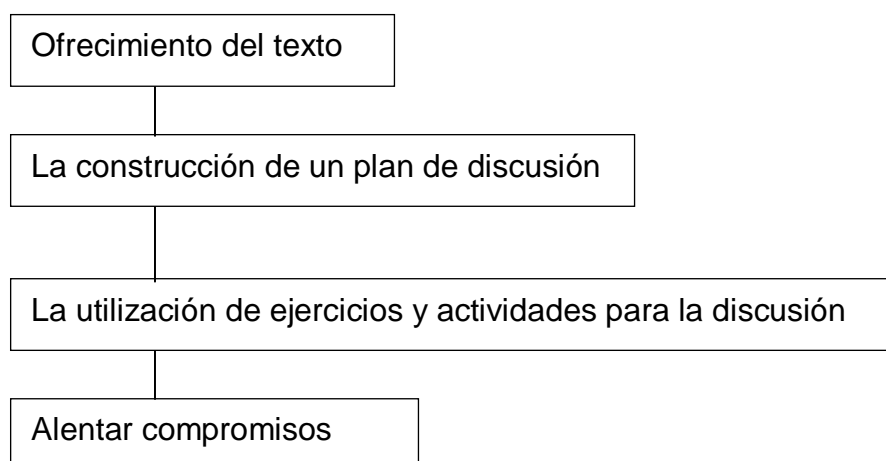 Ofrecimiento del texto
La construcción de un plan de discusión
La utilización de ejercicios y actividades para la discusión
Alentar compromisos